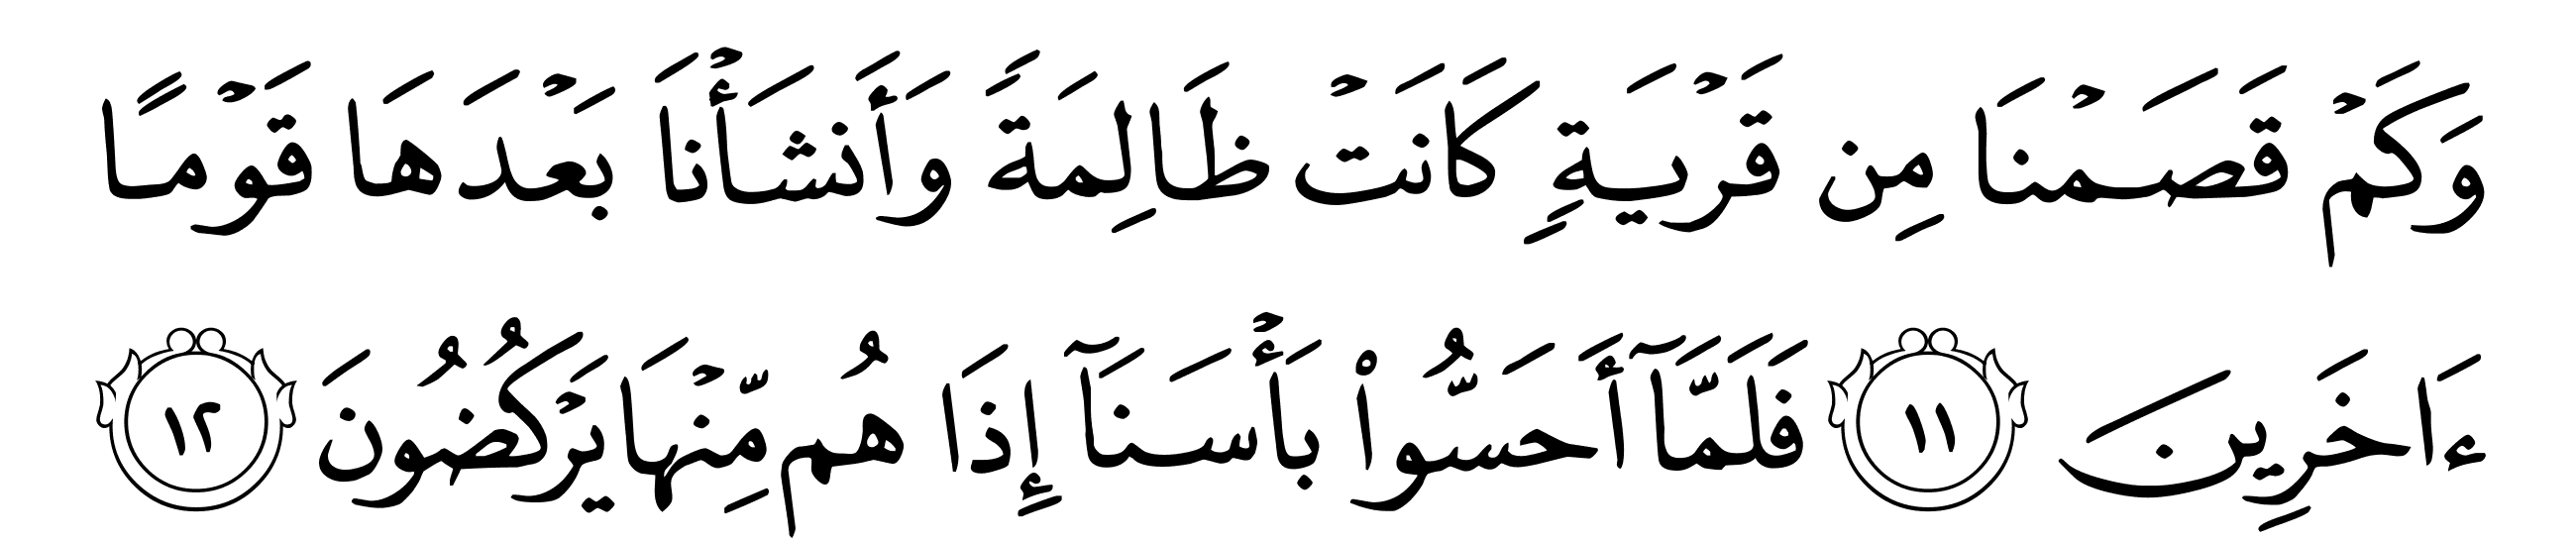 وَكَمْ قَصَمْنَا مِن قَرْيَةٍ كَانَتْ ظَالِمَةً وَأَنشَأْنَا بَعْدَهَا قَوْمًا
ءَاخَرِينَ ١١ فَلَمَّآ أَحَسُّوا۟ بَأْسَنَآ إِذَا هُم مِّنْهَا يَرْكُضُونَ ١٢